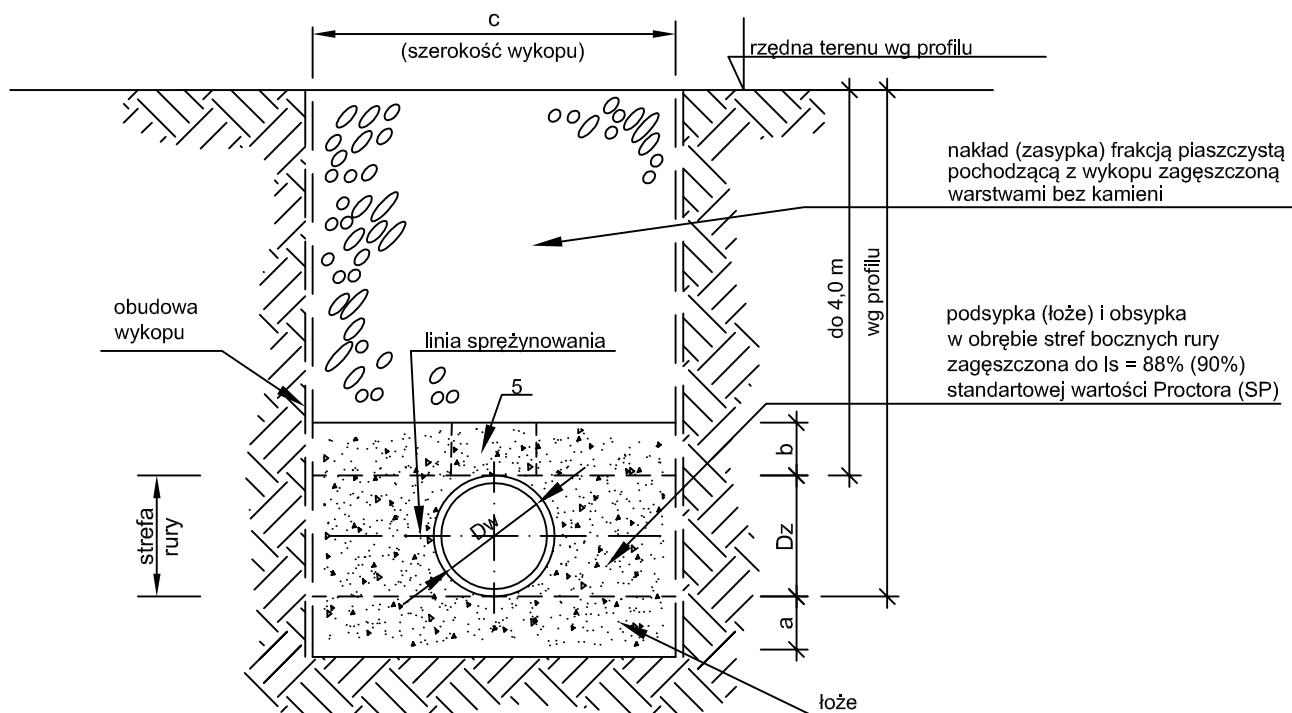 c
(szerokość wykopu)
rzędna terenu wg profilu
nakład (zasypka) frakcją piaszczystą
pochodzącą z wykopu zagęszczoną
warstwami bez kamieni
do 4,0 m
wg profilu
obudowa
wykopu
linia sprężynowania
5
podsypka (łoże) i obsypka
w obrębie stref bocznych rury
zagęszczona do Is = 88% (90%)
standartowej wartości Proctora (SP)
b
strefa
rury
Dw
Dz
a
łoże